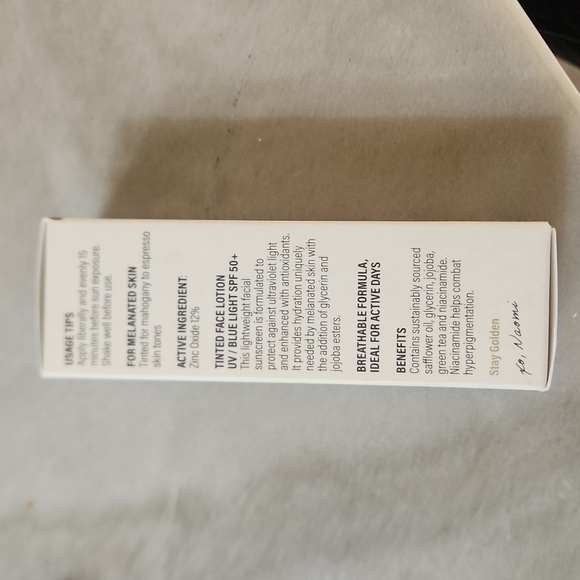 USAGE TIPS
Apply liberally and evenly 15
minutes before sun exposure.
Shake well before use.
FOR MELANATED SKIN
Tinted for mahogany to espresso
skin tones
ACTIVE INGREDIENT:
Zinc Oxide 12%
TINTED FACE LOTION
UV / BLUE LIGHT SPF 50+
This lightweight facial
sunscreen is formulated to
protect against ultraviolet light
and enhanced with antioxidants.
It provides hydration uniquely
needed by melanated skin with
the addition of glycerin and
jojoba esters.
BREATHABLE FORMULA,
IDEAL FOR ACTIVE DAYS
BENEFITS
Contains sustainably sourced
safflower oil, glycerin, jojoba,
green tea and niacinamide.
Niacinamide helps combat
hyperpigmentation.
Stay Golden
xo, Naomi